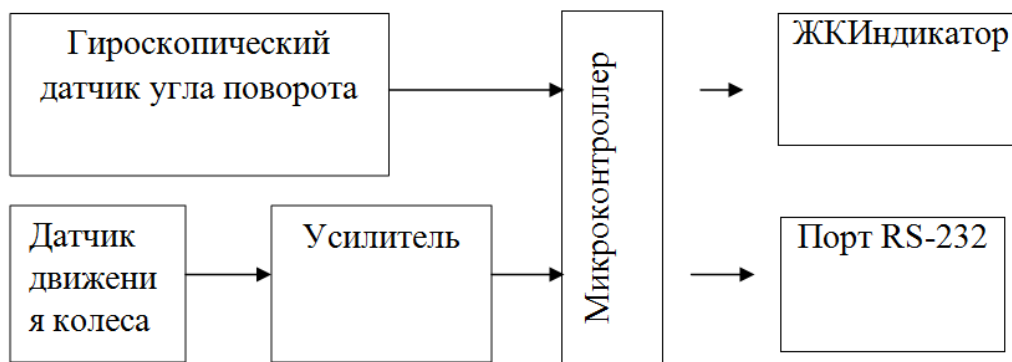 Гироскопический
датчик угла поворота
Микроконтроллер
ЖКИндикатор
Датчик
движени
я колеса
Усилитель
Порт RS-232